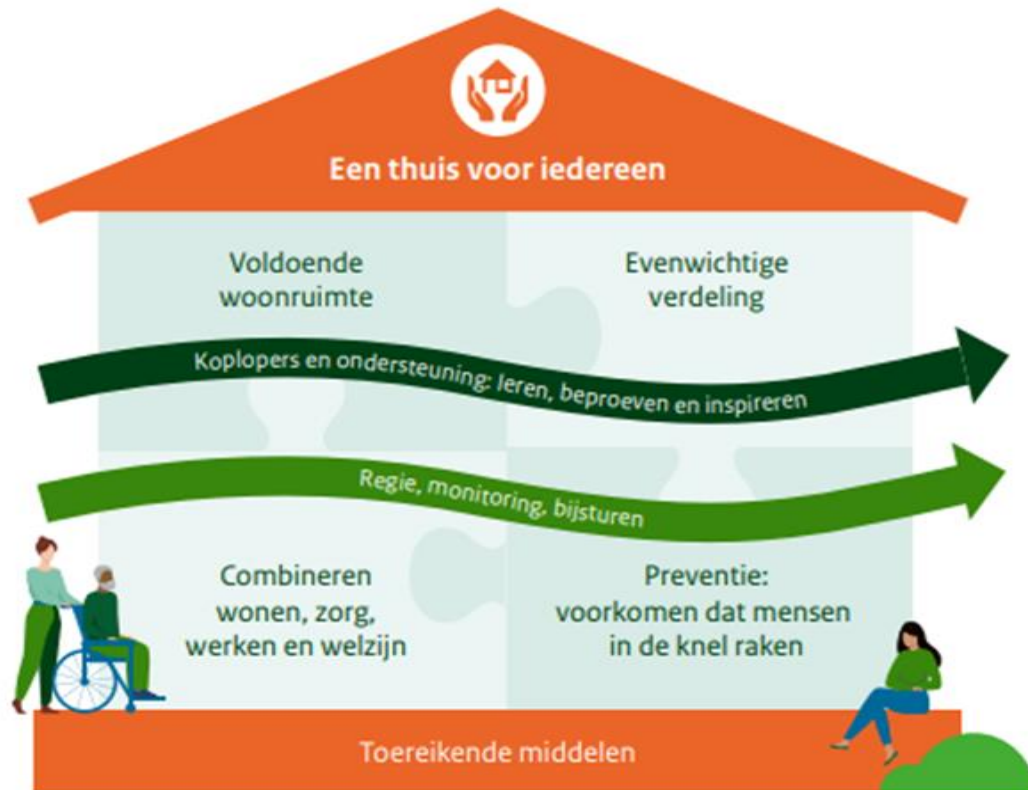 Een thuis voor iedereen
Voldoende
woonruimte
Evenwichtige
verdeling
Koplopers en ondersteuning: leren, beproeven en inspireren
Regie, monitoring, bijsturen
Combineren
wonen, zorg,
werken en welzijn
Preventie:
voorkomen dat mensen
in de knel raken
Toereikende middelen